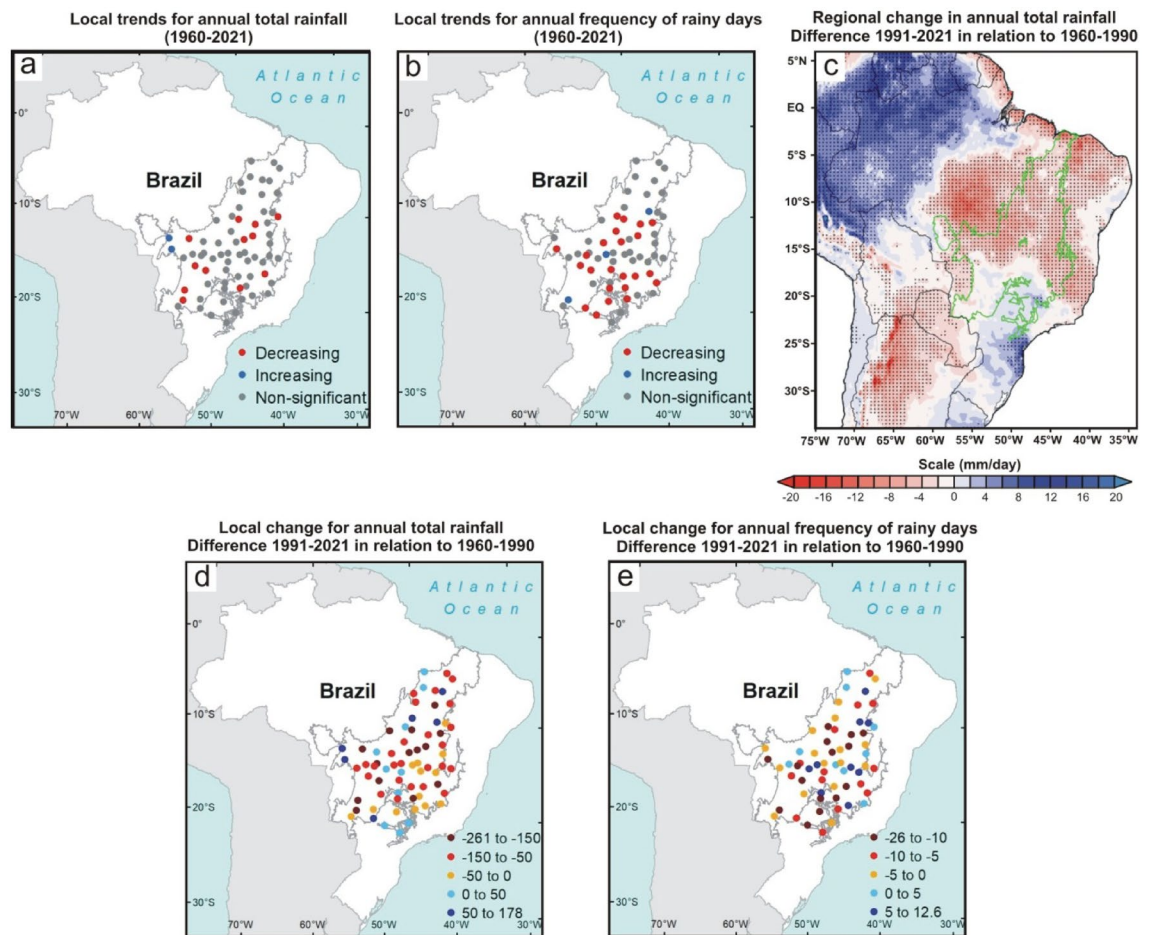 Local trends for annual total rainfall
(1960-2021)
a
Atlantic
Ocean
Brazil
0°
10°S
20°S
30°S
Decreasing
Increasing
Non-significant
70°W 60°W 50°W 40°W 30°W
Local trends for annual frequency of rainy days
(1960-2021)
b
Atlantic
Ocean
Brazil
0°
10°S
20°S
30°S
Decreasing
Increasing
Non-significant
70°W 60°W 50°W 40°W 30°W
Regional change in annual total rainfall
Difference 1991-2021 in relation to 1960-1990
c
5°N
EQ
5°S
10°S
15°S
20°S
25°S
30°S
75°W 70°W 65°W 60°W 55°W 50°W 45°W 40°W 35°W
Scale (mm/day)
-20 -16 -12 -8 -4 0 4 8 12 16 20
Local change for annual total rainfall
Difference 1991-2021 in relation to 1960-1990
d
Atlantic
Ocean
Brazil
0°
10°S
20°S
30°S
-261 to -150
-150 to -50
-50 to 0
0 to 50
50 to 178
70°W 60°W 50°W 40°W 30°W
Local change for annual frequency of rainy days
Difference 1991-2021 in relation to 1960-1990
e
Atlantic
Ocean
Brazil
0°
10°S
20°S
30°S
-26 to -10
-10 to -5
-5 to 0
0 to 5
5 to 12.6
70°W 60°W 50°W 40°W 30°W